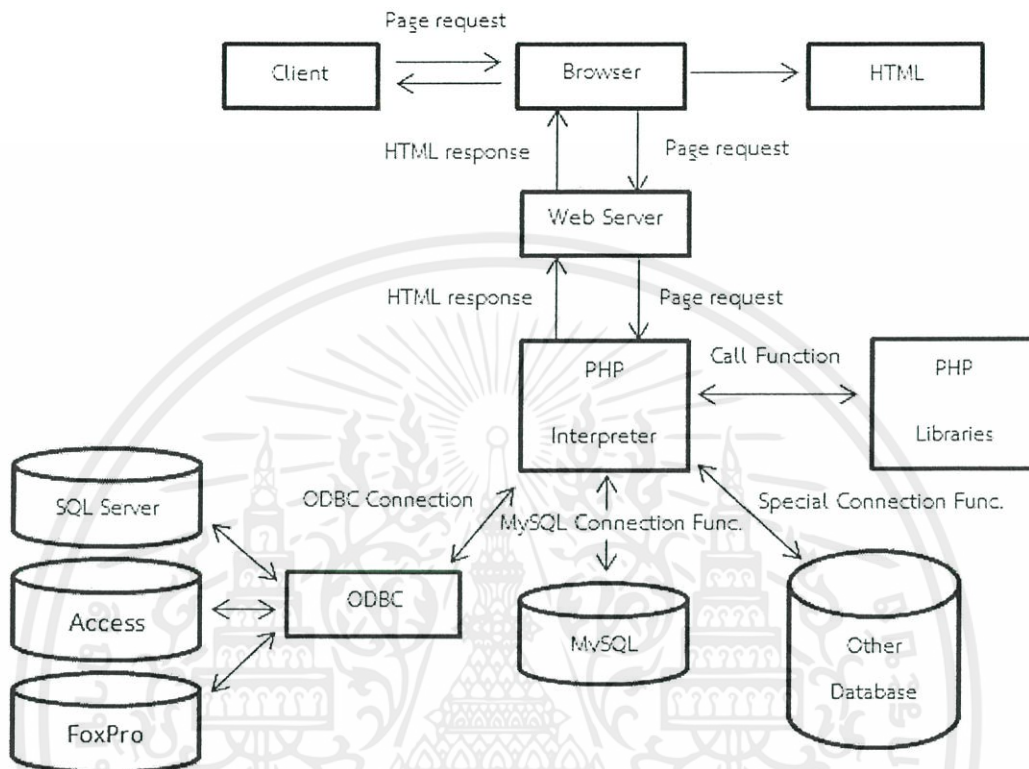 Page request
Client
Browser
HTML
HTML response
Page request
Web Server
HTML response
Page request
PHP
Interpreter
Call Function
PHP
Libraries
SQL Server
Access
FoxPro
ODBC Connection
ODBC
MySQL Connection Func.
MySQL
Special Connection Func.
Other
Database